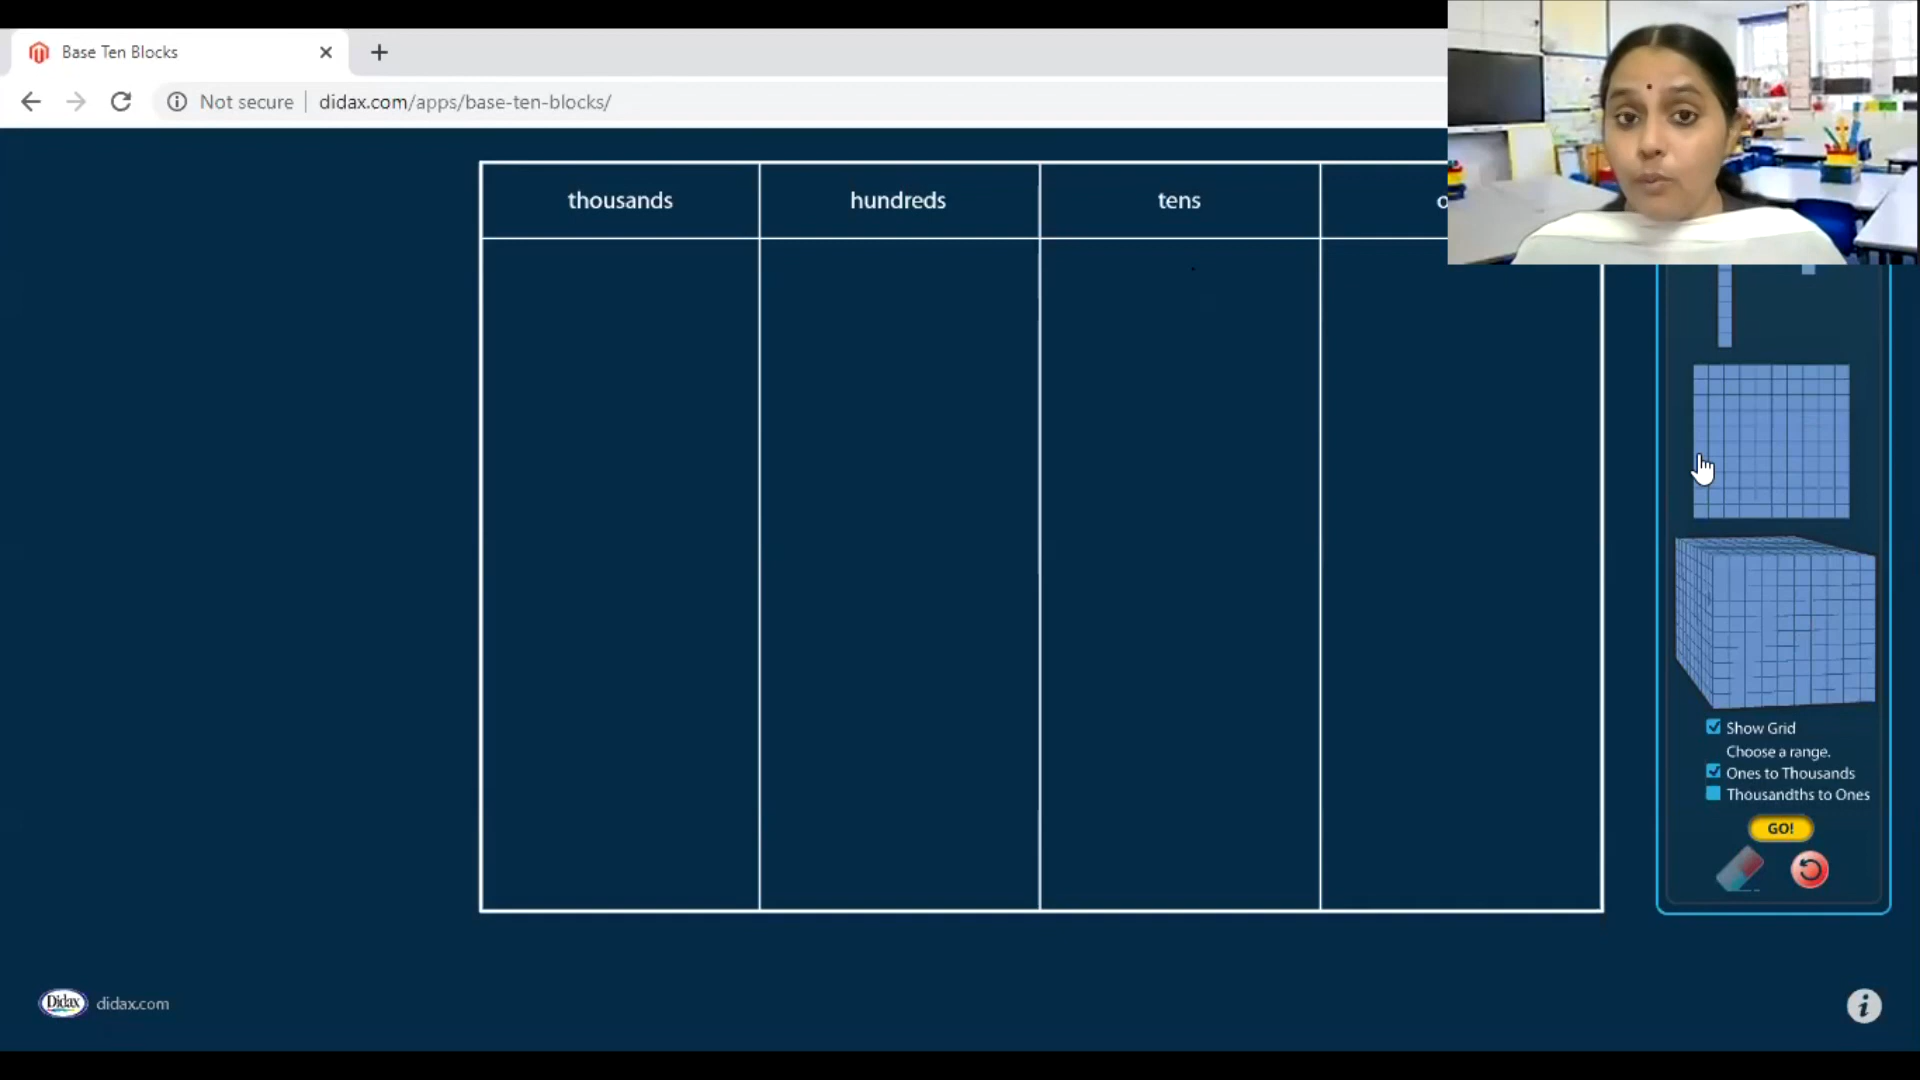 Base Ten Blocks
Not secure didax.com/apps/base-ten-blocks/
thousands hundreds tens
Show Grid
Choose a range.
Ones to Thousands
Thousandths to Ones
GO!
Didax didax.com
i